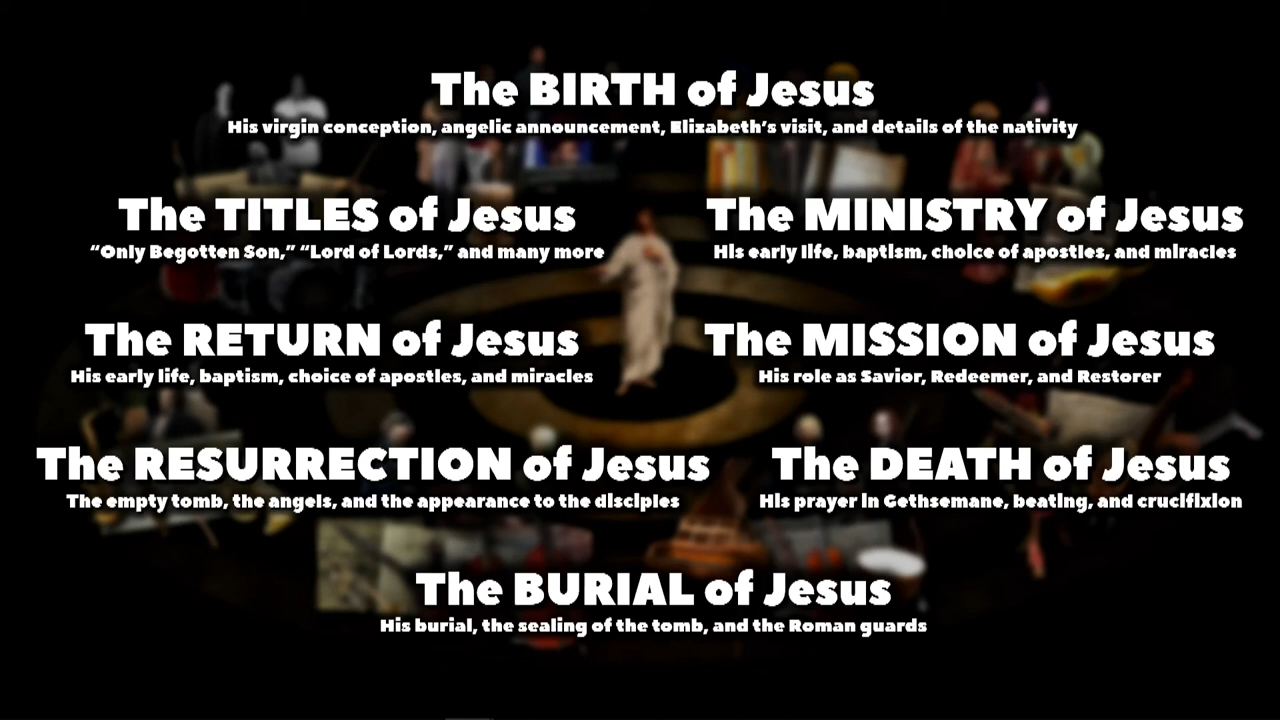 The BIRTH of Jesus
His virgin conception, angelic announcement, Elizabeth's visit, and details of the nativity
The TITLES of Jesus
“Only Begotten Son,” “Lord of Lords,” and many more
The MINISTRY of Jesus
His early life, baptism, choice of apostles, and miracles
The RETURN of Jesus
His early life, baptism, choice of apostles, and miracles
The MISSION of Jesus
His role as Savior, Redeemer, and Restorer
The RESURRECTION of Jesus
The empty tomb, the angels, and the appearance to the disciples
The DEATH of Jesus
His prayer in Gethsemane, beating, and crucifixion
The BURIAL of Jesus
His burial, the sealing of the tomb, and the Roman guards